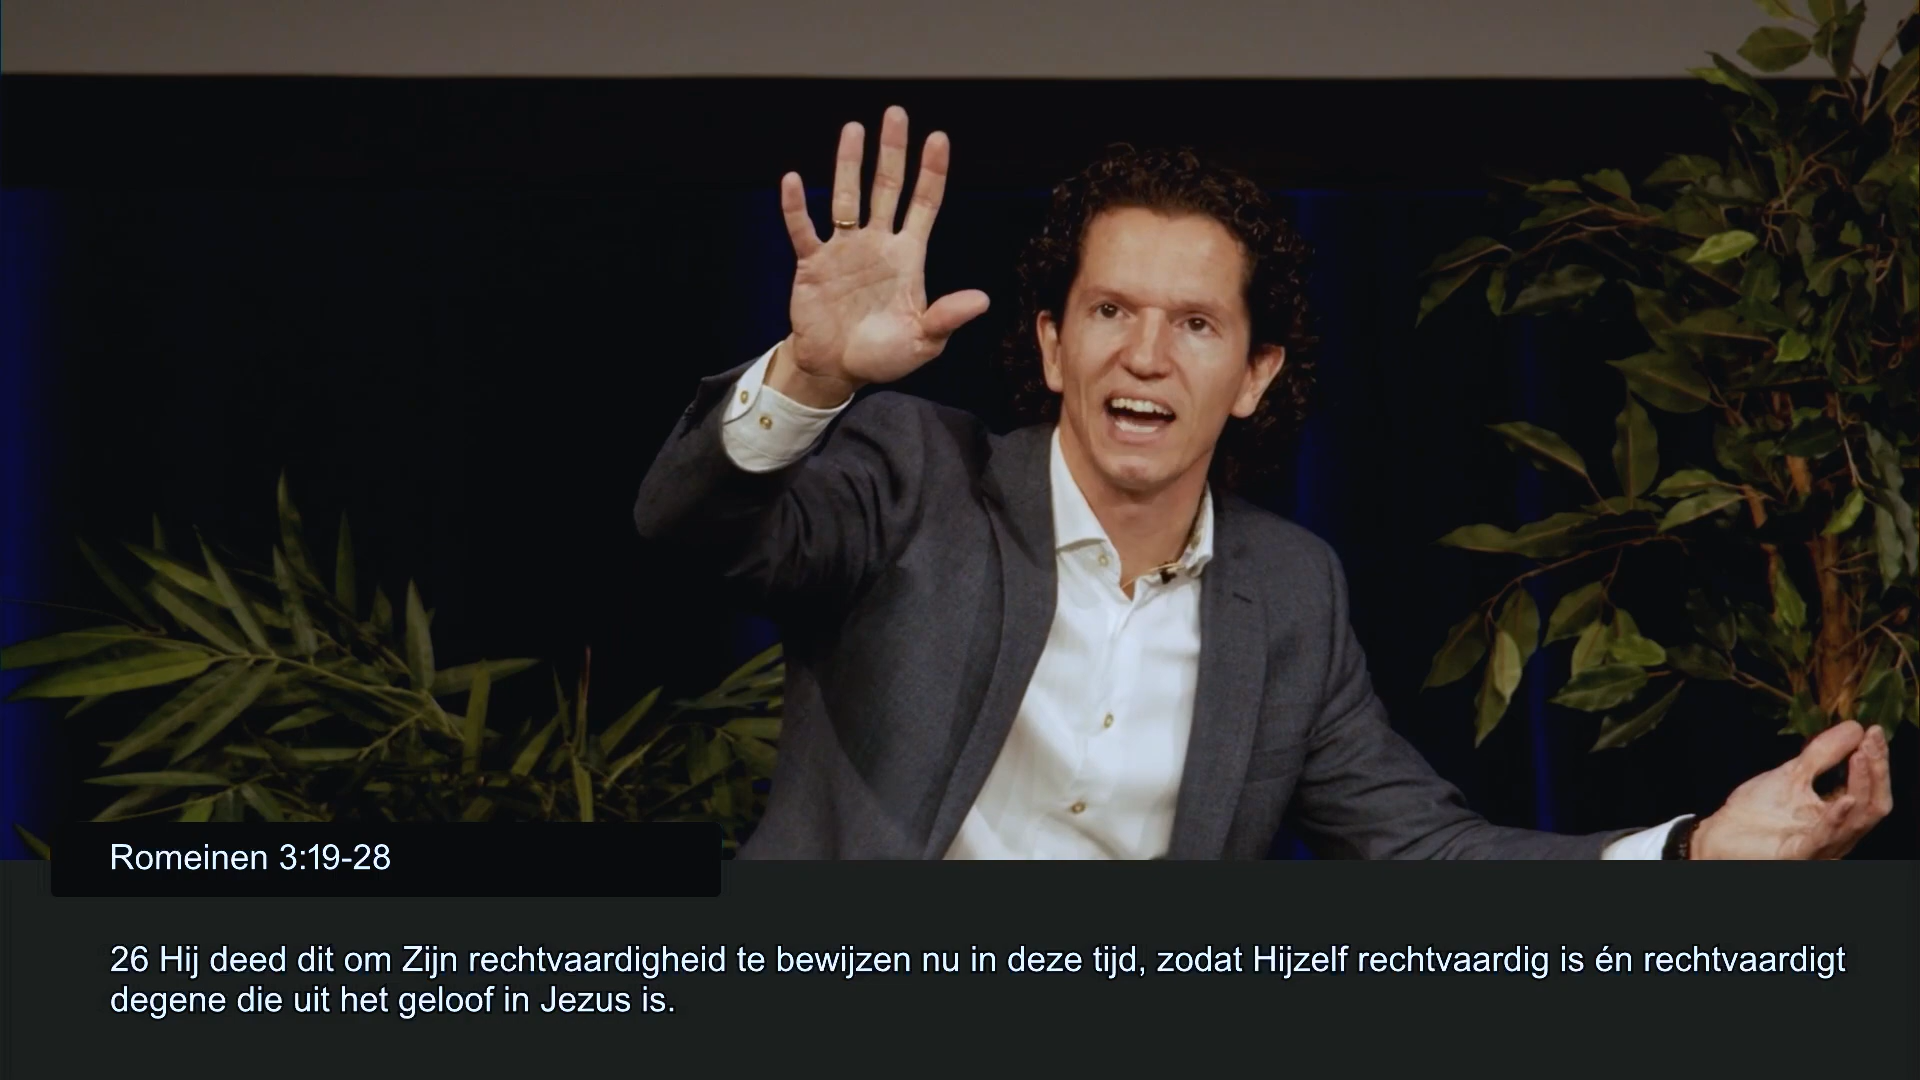 Romeinen 3:19-28
26 Hij deed dit om Zijn rechtvaardigheid te bewijzen nu in deze tijd, zodat Hijzelf rechtvaardig is én rechtvaardigt
degene die uit het geloof in Jezus is.